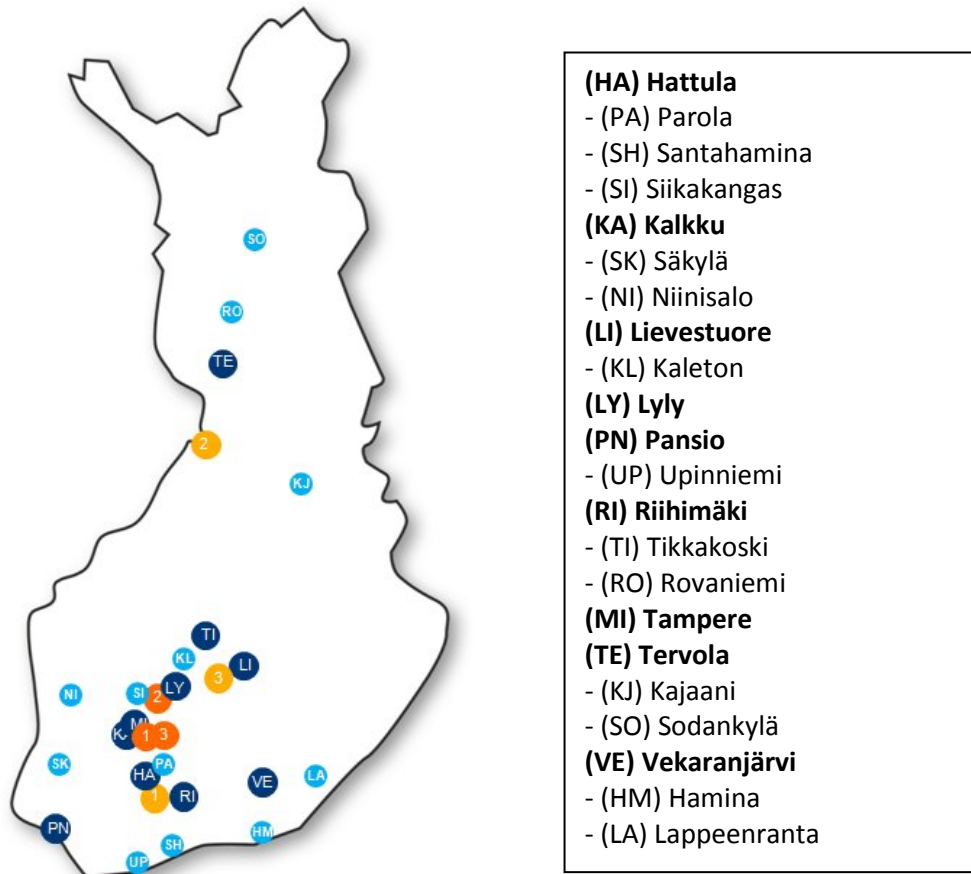 SO
RO
TE
2
KJ
TI
KL
LI
3
LY
SI
2
NI
MI
1
3
SK
PA
HA
VE
LA
1
RI
PN
HM
SH
UP
(HA) Hattula
- (PA) Parola
- (SH) Santahamina
- (SI) Siikakangas
(KA) Kalkku
- (SK) Säkylä
- (NI) Niinisalo
(LI) Lievestuore
- (KL) Kaleton
(LY) Lyly
(PN) Pansio
- (UP) Upinniemi
(RI) Riihimäki
- (TI) Tikkakoski
- (RO) Rovaniemi
(MI) Tampere
(TE) Tervola
- (KJ) Kajaani
- (SO) Sodankylä
(VE) Vekaranjärvi
- (HM) Hamina
- (LA) Lappeenranta